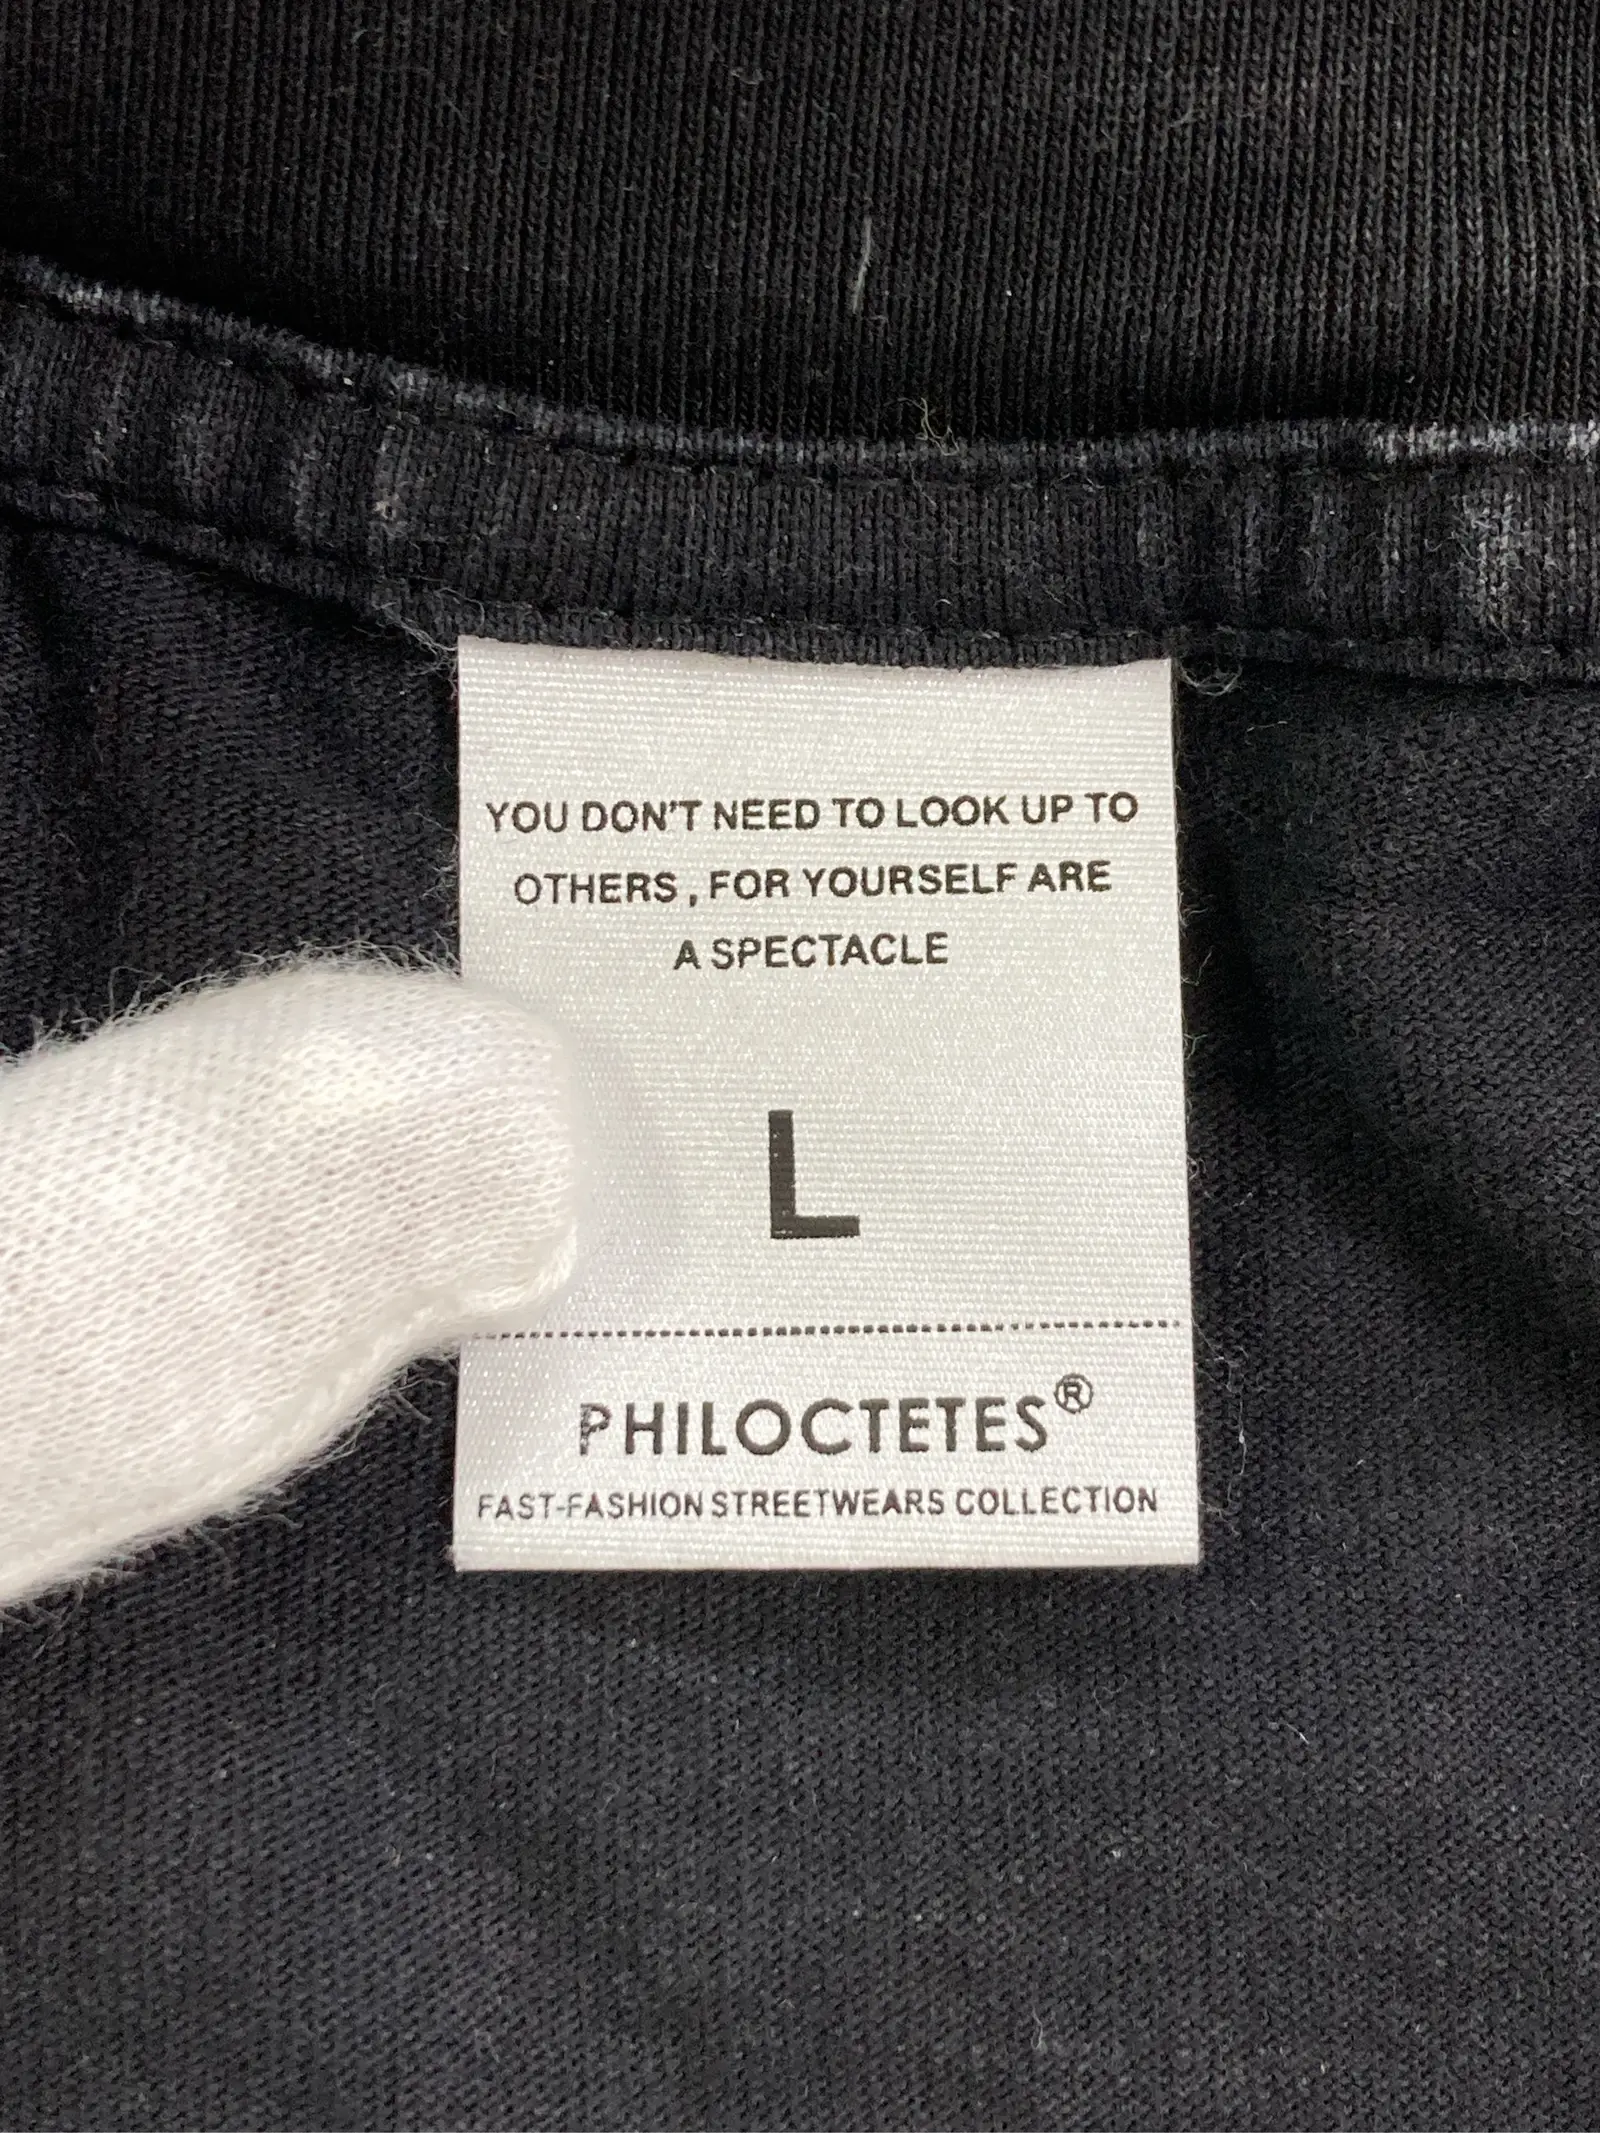 YOU DON'T NEED TO LOOK UP TO
OTHERS , FOR YOURSELF ARE
A SPECTACLE
L
PHILOCTETES®
FAST-FASHION STREETWEARS COLLECTION